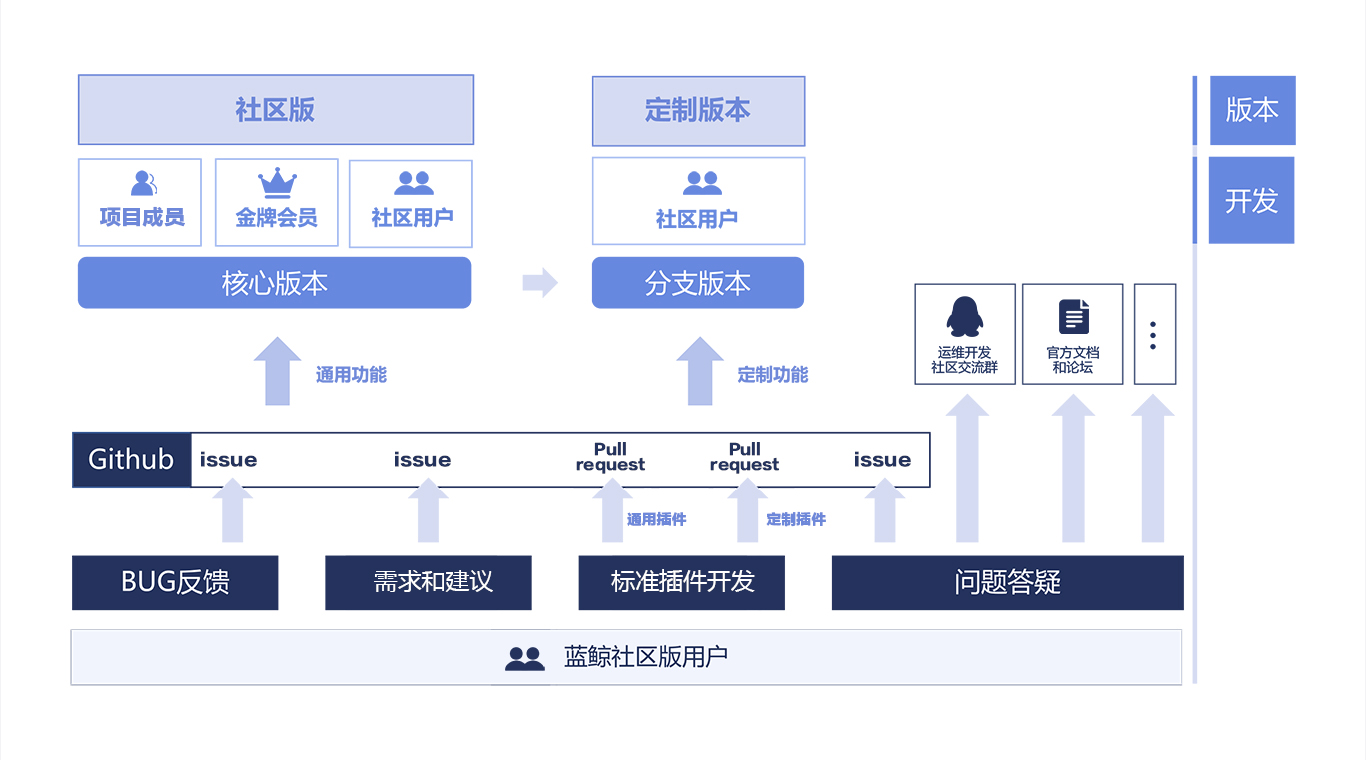 社区版
定制版本
版本
项目成员
金牌会员
社区用户
社区用户
开发
核心版本
分支版本
运维开发
社区交流群
官方文档
和论坛
通用功能
定制功能
Github
issue
issue
Pull
request
Pull
request
issue
通用插件
定制插件
BUG反馈
需求和建议
标准插件开发
问题答疑
蓝鲸社区版用户